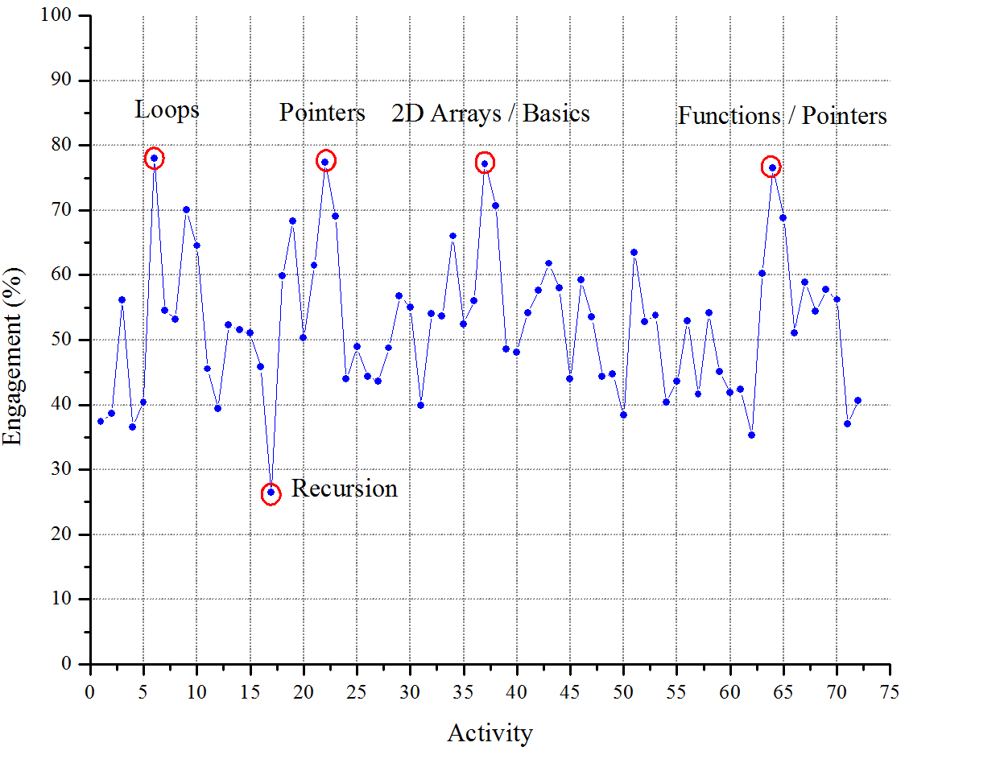 100
90
Loops
Pointers
2D Arrays / Basics
Functions / Pointers
80
70
60
50
40
30
Recursion
20
10
0
0 5 10 15 20 25 30 35 40 45 50 55 60 65 70 75
Engagement (%)
Activity